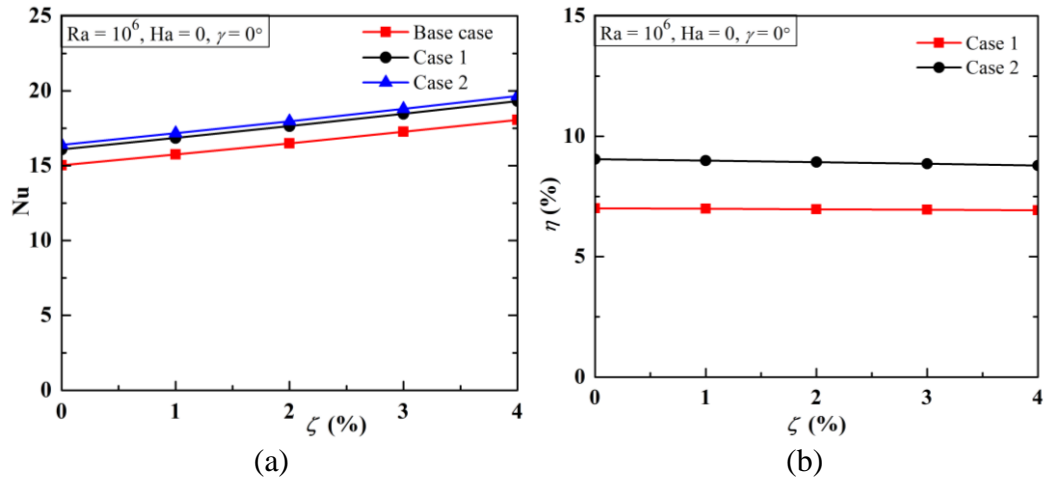 Ra = 10^6, Ha = 0, γ = 0°
Base case
Case 1
Case 2
25
20
15
10
5
0
Nu
0 1 2 3 4
ζ (%)
(a)
Ra = 10^6, Ha = 0, γ = 0°
Case 1
Case 2
15
10
5
0
η (%)
0 1 2 3 4
ζ (%)
(b)